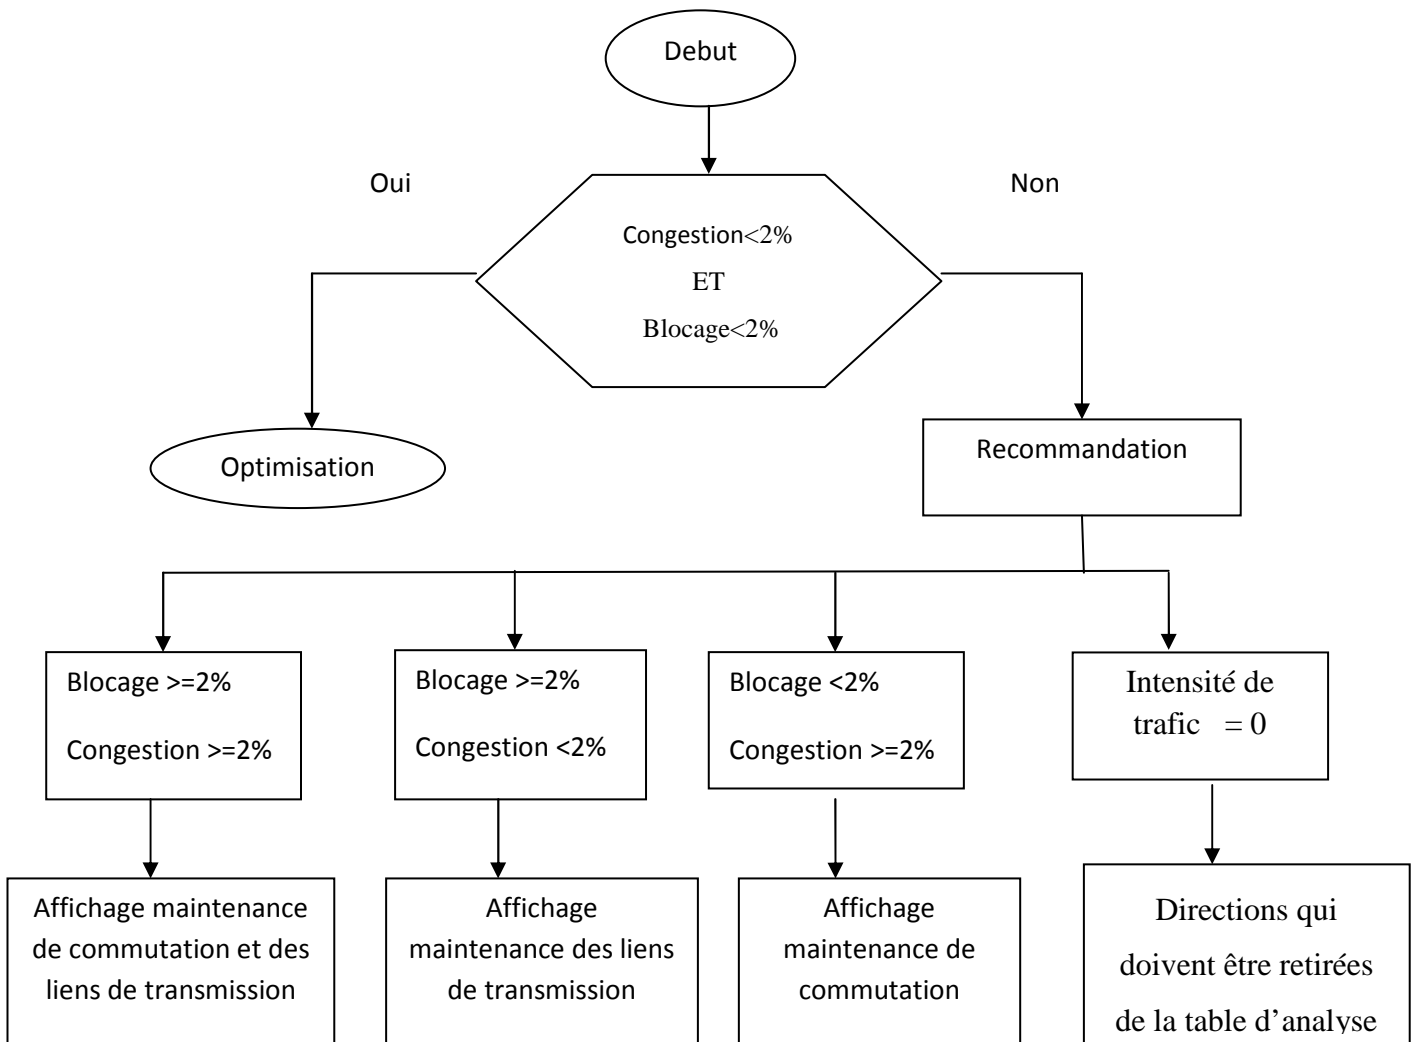 Debut
Oui
Non
Congestion<2%
ET
Blocage<2%
Optimisation
Recommandation
Blocage >=2%
Congestion >=2%
Blocage >=2%
Congestion <2%
Blocage <2%
Congestion >=2%
Intensité de
trafic = 0
Affichage maintenance
de commutation et des
liens de transmission
Affichage
maintenance des liens
de transmission
Affichage
maintenance de
commutation
Directions qui
doivent être retirées
de la table d’analyse